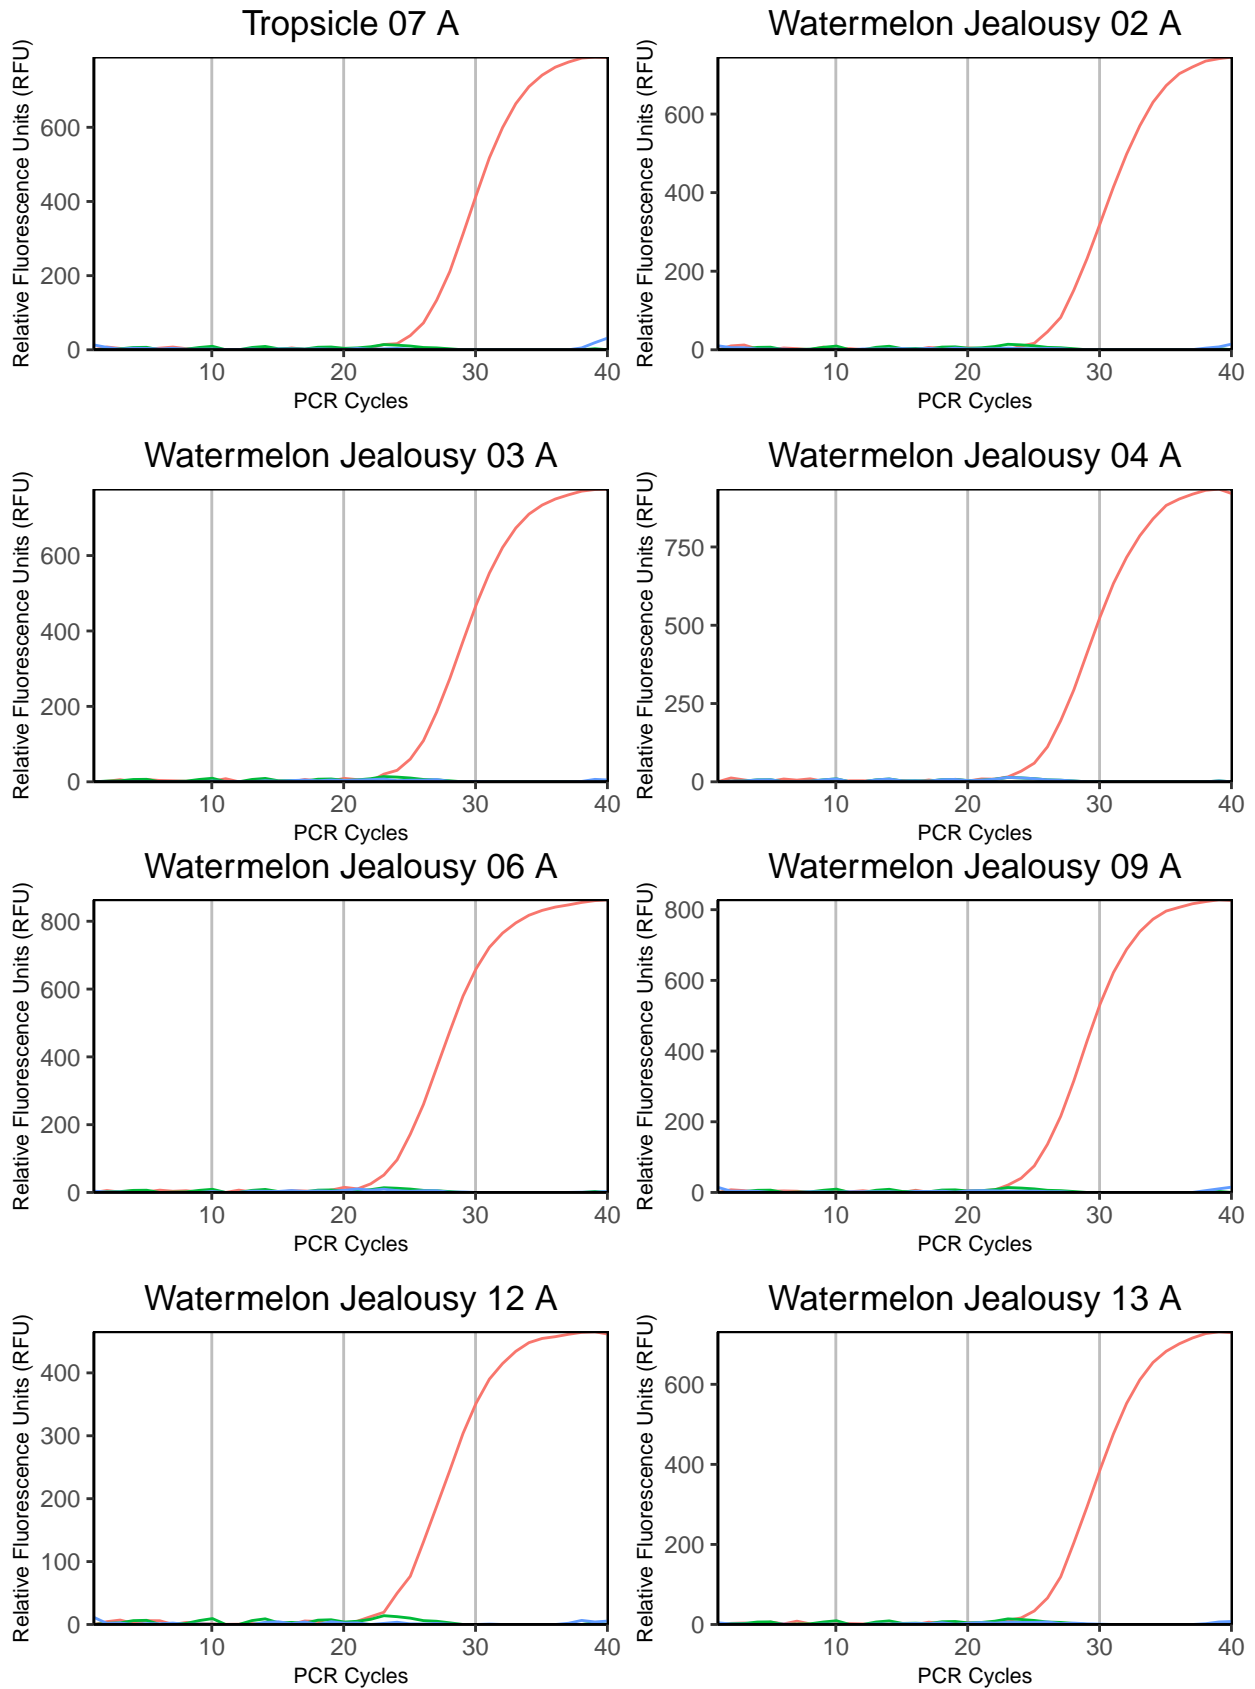 Tropsicle 07 A
Relative Fluorescence Units (RFU)
600
400
200
0
10 20 30 40
PCR Cycles
Watermelon Jealousy 02 A
Relative Fluorescence Units (RFU)
600
400
200
0
10 20 30 40
PCR Cycles
Watermelon Jealousy 03 A
Relative Fluorescence Units (RFU)
600
400
200
0
10 20 30 40
PCR Cycles
Watermelon Jealousy 04 A
Relative Fluorescence Units (RFU)
750
500
250
0
10 20 30 40
PCR Cycles
Watermelon Jealousy 06 A
Relative Fluorescence Units (RFU)
800
600
400
200
0
10 20 30 40
PCR Cycles
Watermelon Jealousy 09 A
Relative Fluorescence Units (RFU)
800
600
400
200
0
10 20 30 40
PCR Cycles
Watermelon Jealousy 12 A
Relative Fluorescence Units (RFU)
400
300
200
100
0
10 20 30 40
PCR Cycles
Watermelon Jealousy 13 A
Relative Fluorescence Units (RFU)
600
400
200
0
10 20 30 40
PCR Cycles